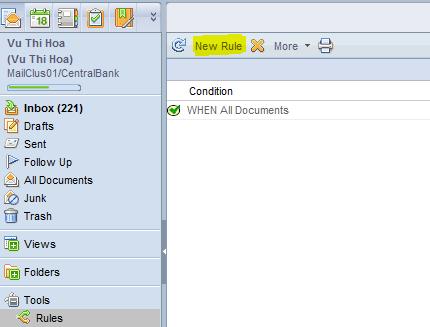 18
Vu Thi Hoa
(Vu Thi Hoa)
MailClus01/CentralBank
Inbox (221)
Drafts
Sent
Follow Up
All Documents
Junk
Trash
Views
Folders
Tools
Rules
New Rule
More
Condition
WHEN All Documents